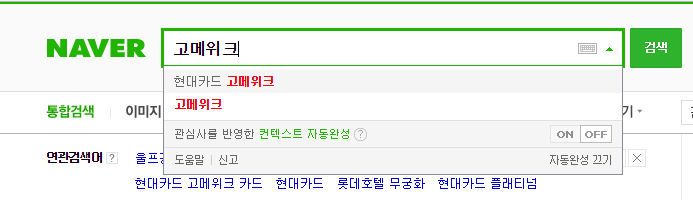 NAVER 고메위크 검색
현대카드 고메위크
고메위크
통합검색 이미지
관심사를 반영한 컨텍스트 자동완성 ? ON OFF
연관검색어 ?
도움말 신고 자동완성 끄기
현대카드 고메위크 카드 현대카드 롯데호텔 무궁화 현대카드 플래티넘